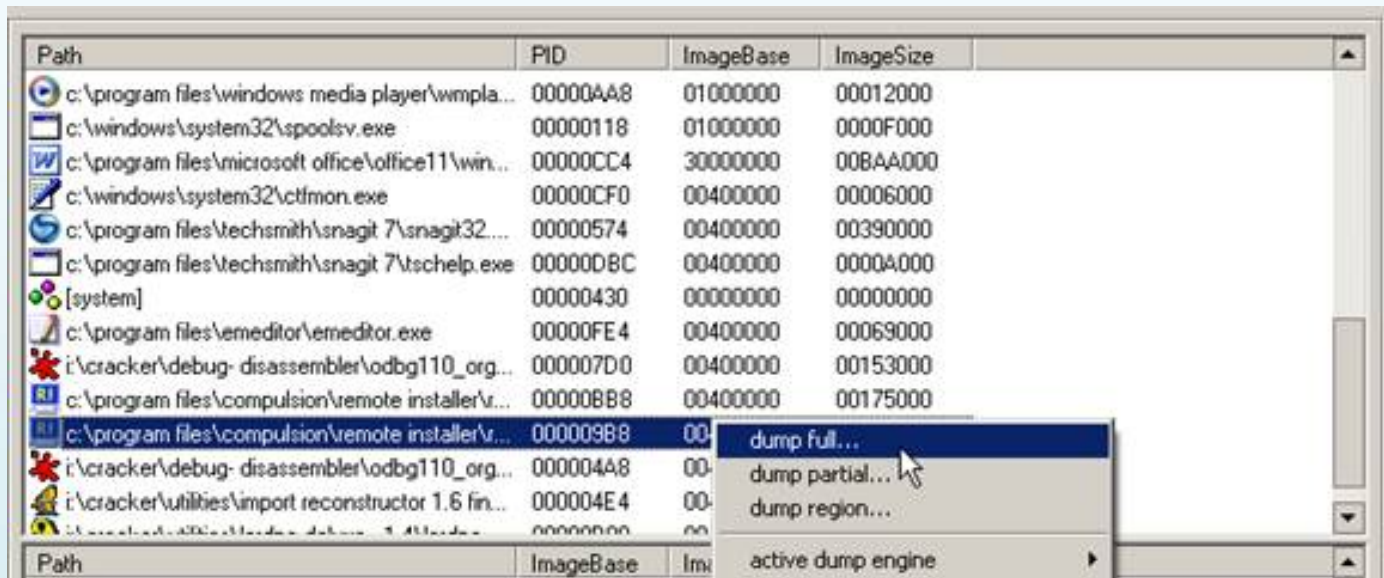 Path PID ImageBase ImageSize
c:\program files\windows media player\wmpla... 00000AA8 01000000 00012000
c:\windows\system32\spoolsv.exe 00000118 01000000 0000F000
c:\program files\microsoft office\office11\win... 00000CC4 30000000 00BAA000
c:\windows\system32\ctfmon.exe 00000CF0 00400000 00006000
c:\program files\techsmith\snagit 7\snagit32.... 00000574 00400000 00390000
c:\program files\techsmith\snagit 7\tschelp.exe 00000DBC 00400000 0000A000
[system] 00000430 00000000 00000000
c:\program files\emeditor\emeditor.exe 00000FE4 00400000 00069000
i:\cracker\debug- disassembler\odbg110_org... 000007D0 00400000 00153000
c:\program files\compulsion\remote installer\r... 00000BB8 00400000 00175000
c:\program files\compulsion\remote installer\r... 000009B8 00
dump full...
i:\cracker\debug- disassembler\odbg110_org... 000004A8 00
dump partial...
i:\cracker\utilities\import reconstructor 1.6 fin... 000004E4 00
dump region...
active dump engine
Path ImageBase Ima